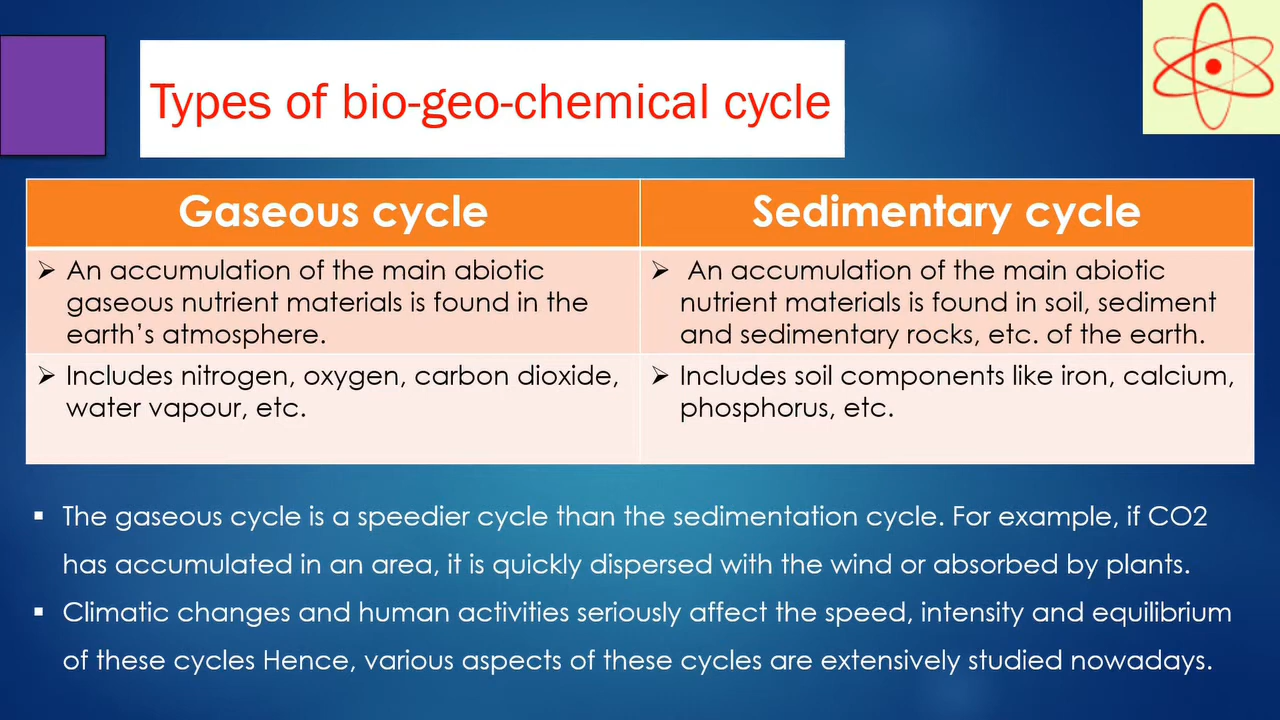 Types of bio-geo-chemical cycle
Gaseous cycle
Sedimentary cycle
➢ An accumulation of the main abiotic
gaseous nutrient materials is found in the
earth's atmosphere.
➢ An accumulation of the main abiotic
nutrient materials is found in soil, sediment
and sedimentary rocks, etc. of the earth.
➢ Includes nitrogen, oxygen, carbon dioxide,
water vapour, etc.
➢ Includes soil components like iron, calcium,
phosphorus, etc.
▪ The gaseous cycle is a speedier cycle than the sedimentation cycle. For example, if CO2
has accumulated in an area, it is quickly dispersed with the wind or absorbed by plants.
▪ Climatic changes and human activities seriously affect the speed, intensity and equilibrium
of these cycles Hence, various aspects of these cycles are extensively studied nowadays.